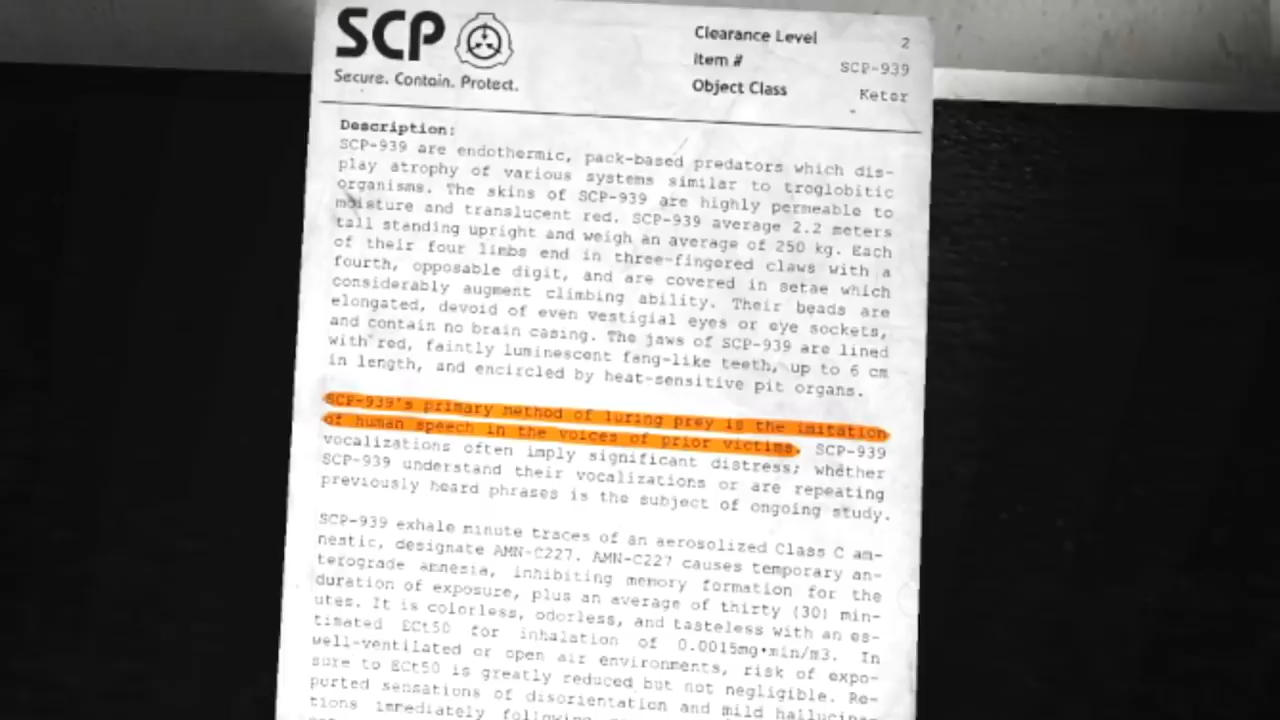 SCP
Secure. Contain. Protect.
Clearance Level 2
Item # SCP-939
Object Class Keter
Description:
SCP-939 are endothermic, pack-based predators which dis-
play atrophy of various systems similar to troglobitic
organisms. The skins of SCP-939 are highly permeable to
moisture and translucent red. SCP-939 average 2.2 meters
tall standing upright and weigh an average of 250 kg. Each
of their four limbs end in three-fingered claws with a
fourth, opposable digit, and are covered in setae which
considerably augment climbing ability. Their heads are
elongated, devoid of even vestigial eyes or eye sockets,
and contain no brain casing. The jaws of SCP-939 are lined
with red, faintly luminescent fang-like teeth, up to 6 cm
in length, and encircled by heat-sensitive pit organs.
SCP-939's primary method of luring prey is the imitation
of human speech in the voices of prior victims. SCP-939
vocalizations often imply significant distress; whether
SCP-939 understand their vocalizations or are repeating
previously heard phrases is the subject of ongoing study.
SCP-939 exhale minute traces of an aerosolized Class C am-
nestic, designate AMN-C227. AMN-C227 causes temporary an-
terograde amnesia, inhibiting memory formation for the
duration of exposure, plus an average of thirty (30) min-
utes. It is colorless, odorless, and tasteless with an es-
timated ECt50 for inhalation of 0.0015mg•min/m3. In
well-ventilated or open air environments, risk of expo-
sure to ECt50 is greatly reduced but not negligible. Re-
ported sensations of disorientation and mild hallucina-
tions immediately following